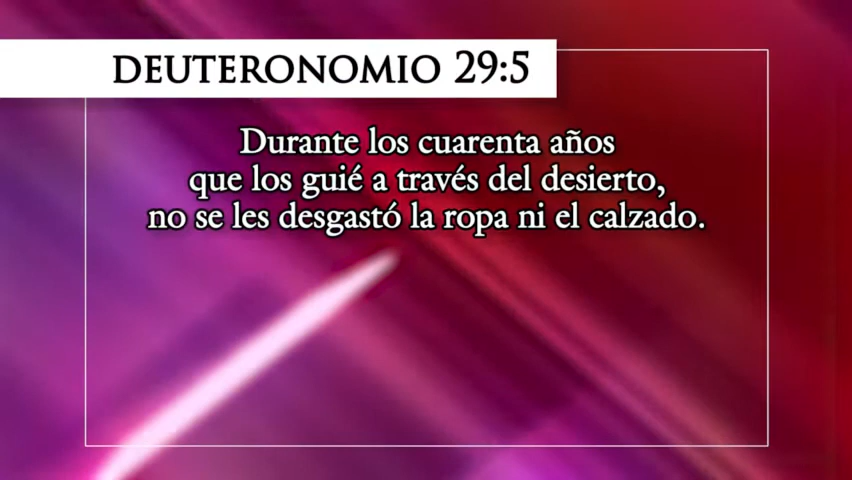 DEUTERONOMIO 29:5
Durante los cuarenta años
que los guié a través del desierto,
no se les desgastó la ropa ni el calzado.